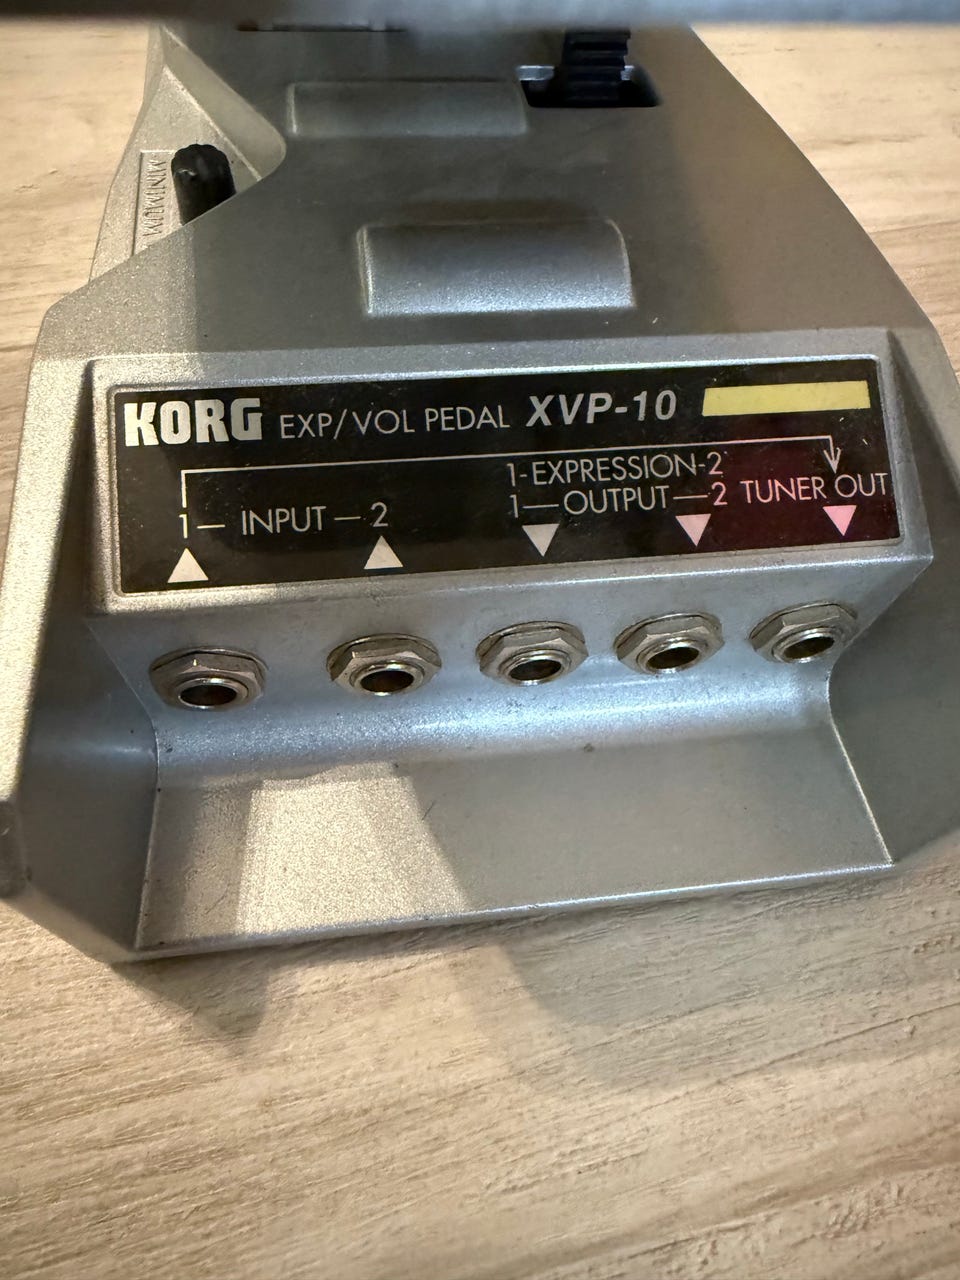 MINIMUM
KORG EXP/VOL PEDAL XVP-10
1-EXPRESSION-2
1— INPUT —2 1—OUTPUT—2 TUNER OUT